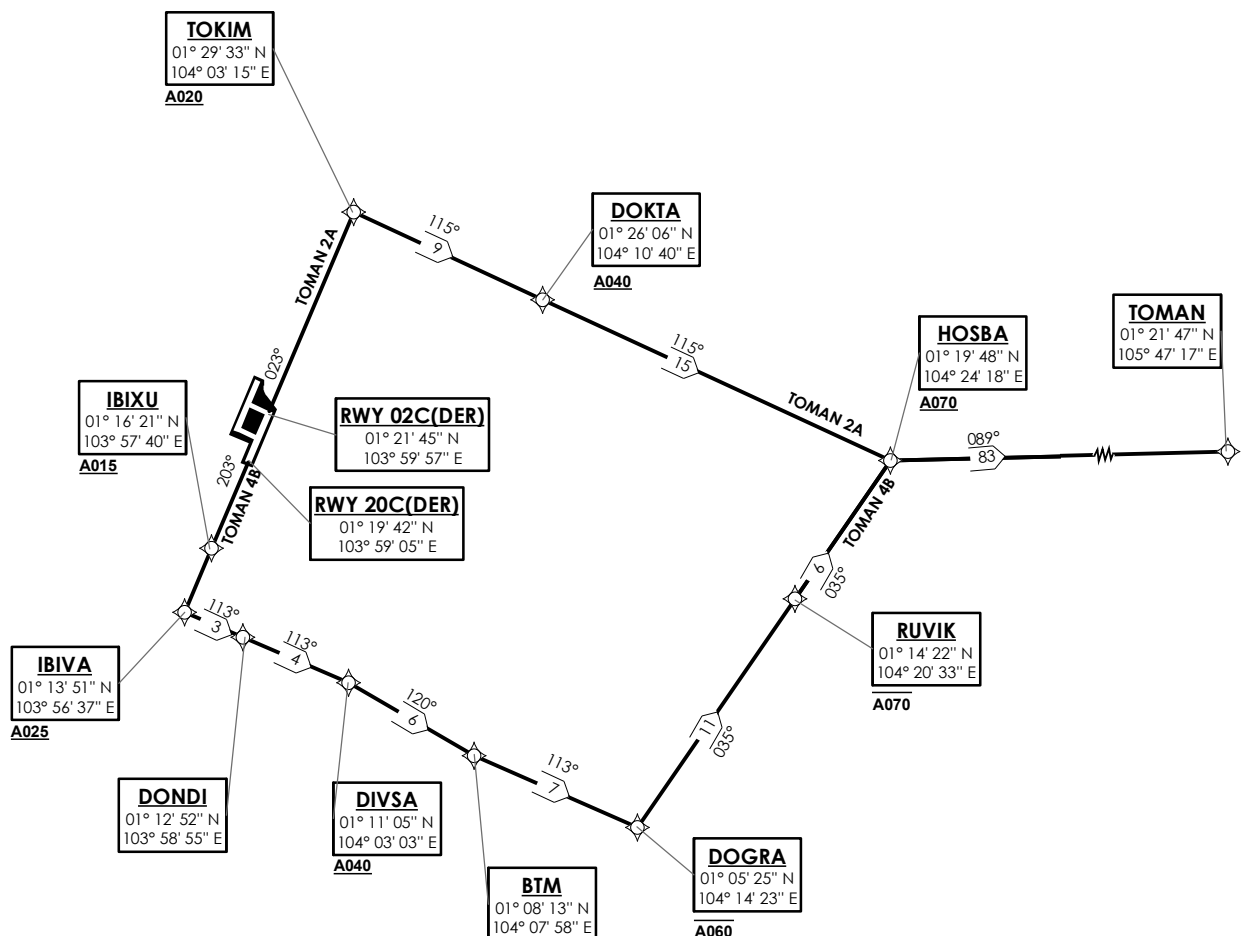 TOKIM
01° 29' 33" N
104° 03' 15" E
A020
DOKTA
01° 26' 06" N
104° 10' 40" E
A040
115°
9
TOMAN 2A
115°
15
HOSBA
01° 19' 48" N
104° 24' 18" E
A070
TOMAN
01° 21' 47" N
105° 47' 17" E
TOMAN 2A
089°
83
023°
IBIXU
01° 16' 21" N
103° 57' 40" E
A015
RWY 02C(DER)
01° 21' 45" N
103° 59' 57" E
203°
TOMAN 4B
RWY 20C(DER)
01° 19' 42" N
103° 59' 05" E
TOMAN 4B
6
035°
RUVIK
01° 14' 22" N
104° 20' 33" E
A070
IBIVA
01° 13' 51" N
103° 56' 37" E
A025
113°
3
113°
4
120°
6
113°
7
11
035°
DONDI
01° 12' 52" N
103° 58' 55" E
DIVSA
01° 11' 05" N
104° 03' 03" E
A040
BTM
01° 08' 13" N
104° 07' 58" E
DOGRA
01° 05' 25" N
104° 14' 23" E
A060